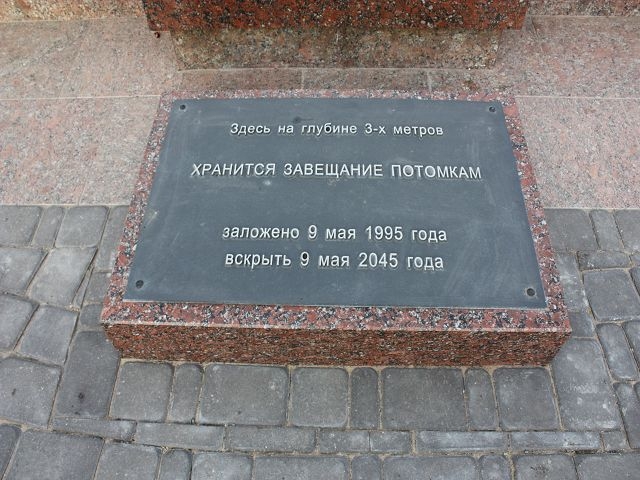 Здесь на глубине 3-х метров
ХРАНИТСЯ ЗАВЕЩАНИЕ ПОТОМКАМ
заложено 9 мая 1995 года
вскрыть 9 мая 2045 года